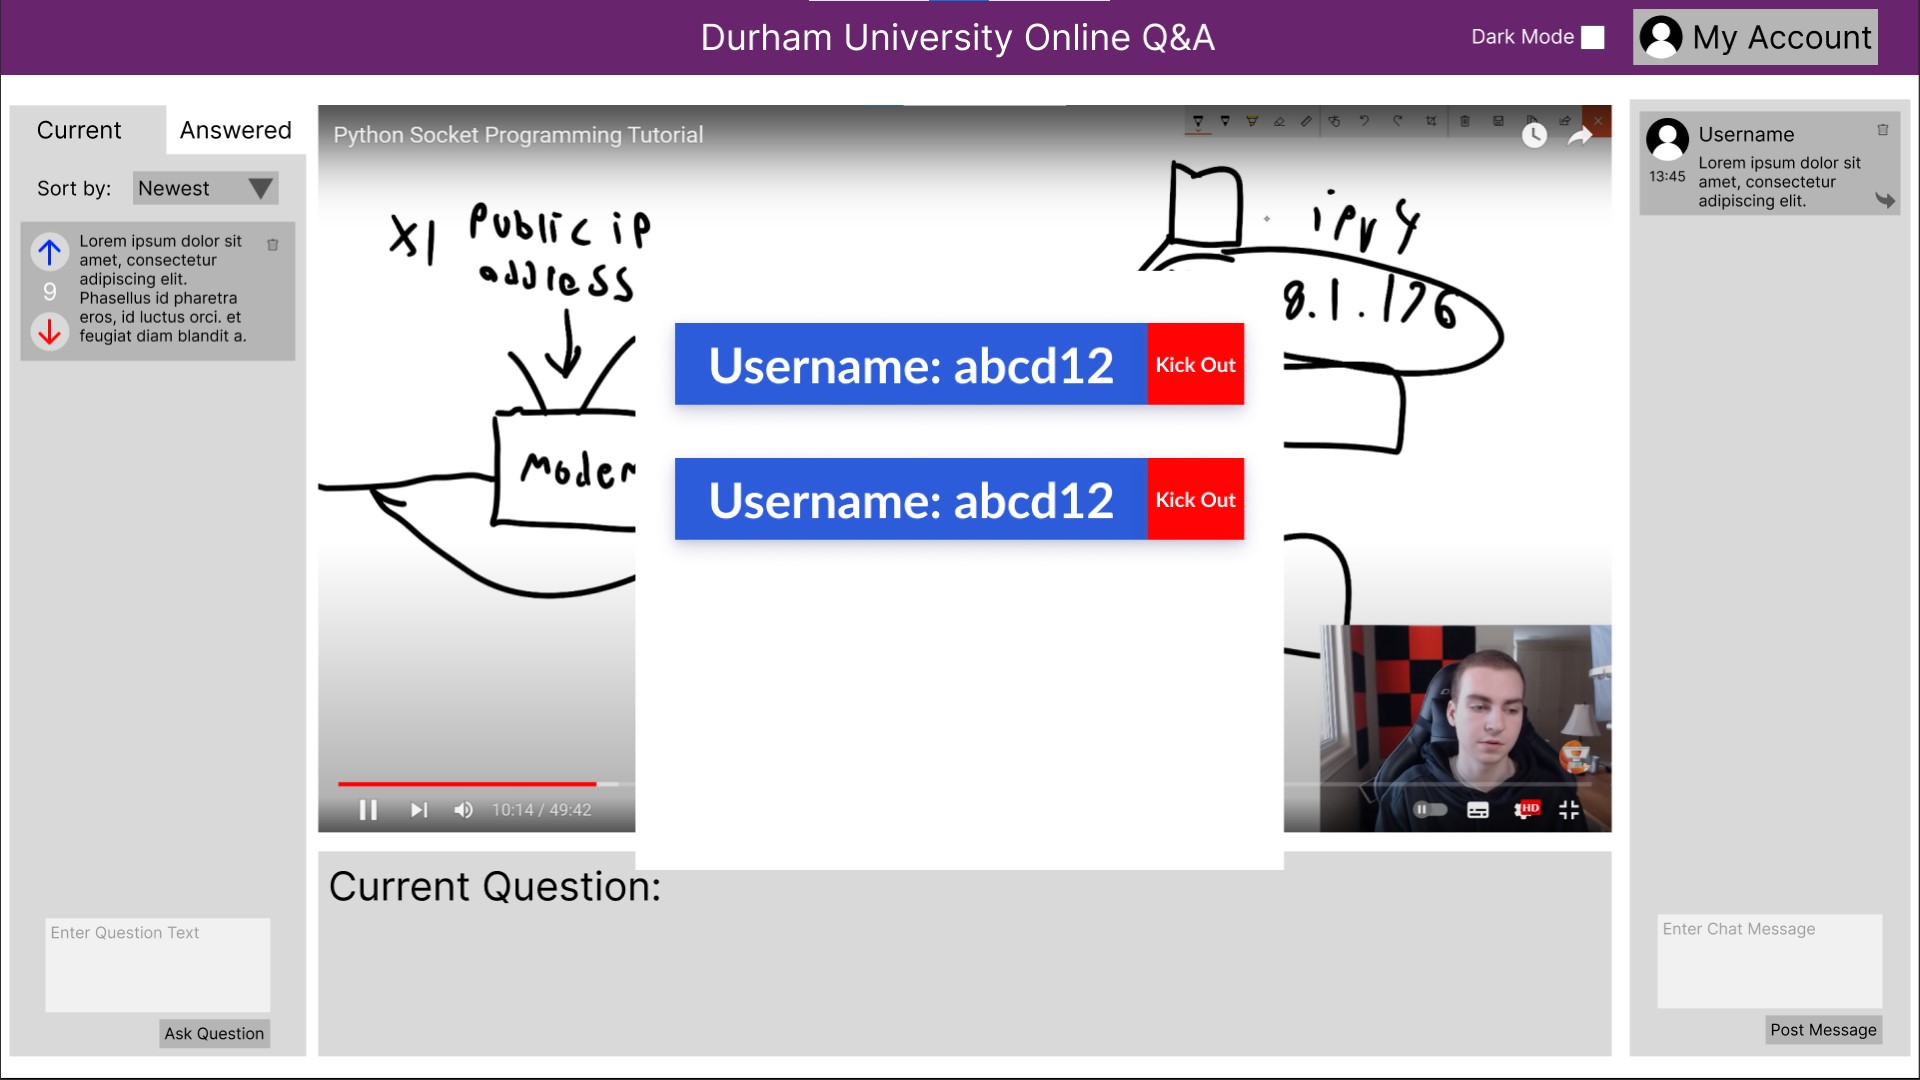 Durham University Online Q&A
Dark Mode
My Account
Current
Answered
Sort by:
Newest
Lorem ipsum dolor sit
amet, consectetur
adipiscing elit.
Phasellus id pharetra
eros, id luctus orci. et
feugiat diam blandit a.
9
Enter Question Text
Ask Question
Python Socket Programming Tutorial
x1
Public ip
address
ipv4
8.1.176
Username: abcd12
Kick Out
Username: abcd12
Kick Out
10:14 / 49:42
HD
Current Question:
Username
Lorem ipsum dolor sit
amet, consectetur
adipiscing elit.
13:45
Enter Chat Message
Post Message